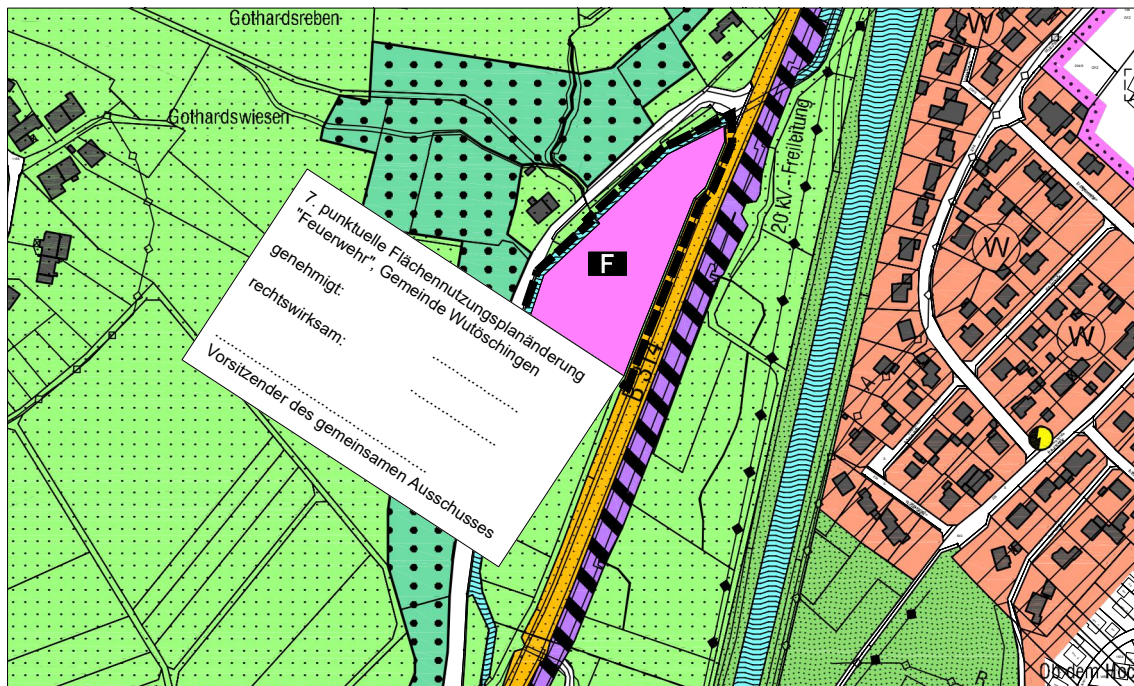 Gothardsreben
Gothardswiesen
7. punktuelle Flächennutzungsplanänderung
"Feuerwehr", Gemeinde Wutöschingen
genehmigt:
rechtswirksam:
Vorsitzender des gemeinsamen Ausschusses
F
B 314
20 kV - Freileitung
W
W
W
Ob dem Hoc